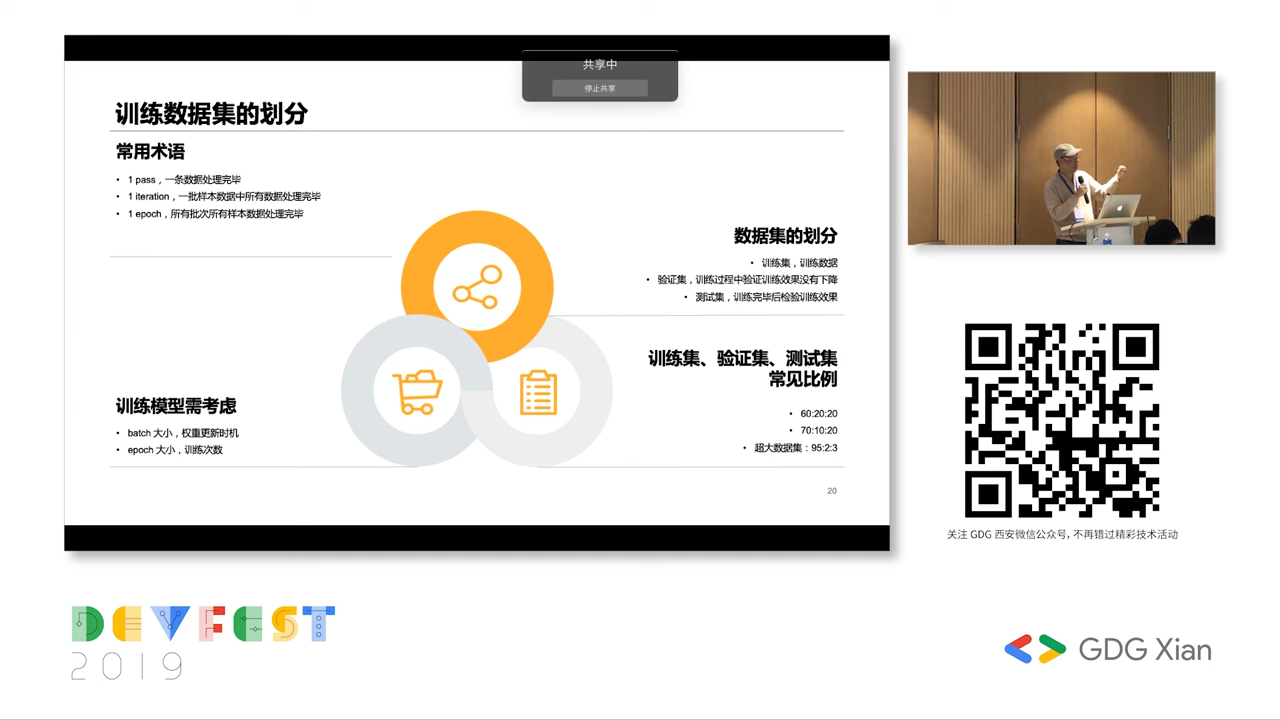 共享中
停止共享
训练数据集的划分
常用术语
• 1 pass，一条数据处理完毕
• 1 iteration，一批样本数据中所有数据处理完毕
• 1 epoch，所有批次所有样本数据处理完毕
数据集的划分
• 训练集，训练数据
• 验证集，训练过程中验证训练效果没有下降
• 测试集，训练完毕后检验训练效果
训练集、验证集、测试集
常见比例
• 60:20:20
• 70:10:20
• 超大数据集：95:2:3
训练模型需考虑
• batch 大小，权重更新时机
• epoch 大小，训练次数
20
关注 GDG 西安微信公众号, 不再错过精彩技术活动
DEVFEST
2019
GDG Xian